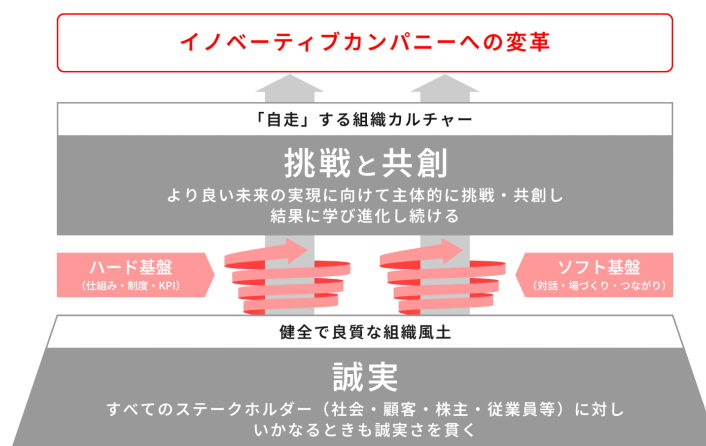 イノベーティブカンパニーへの変革
「自走」する組織カルチャー
挑戦と共創
より良い未来の実現に向けて主体的に挑戦・共創し
結果に学び進化し続ける
ハード基盤
（仕組み・制度・KPI）
ソフト基盤
（対話・場づくり・つながり）
健全で良質な組織風土
誠実
すべてのステークホルダー（社会・顧客・株主・従業員等）に対し
いかなるときも誠実さを貫く